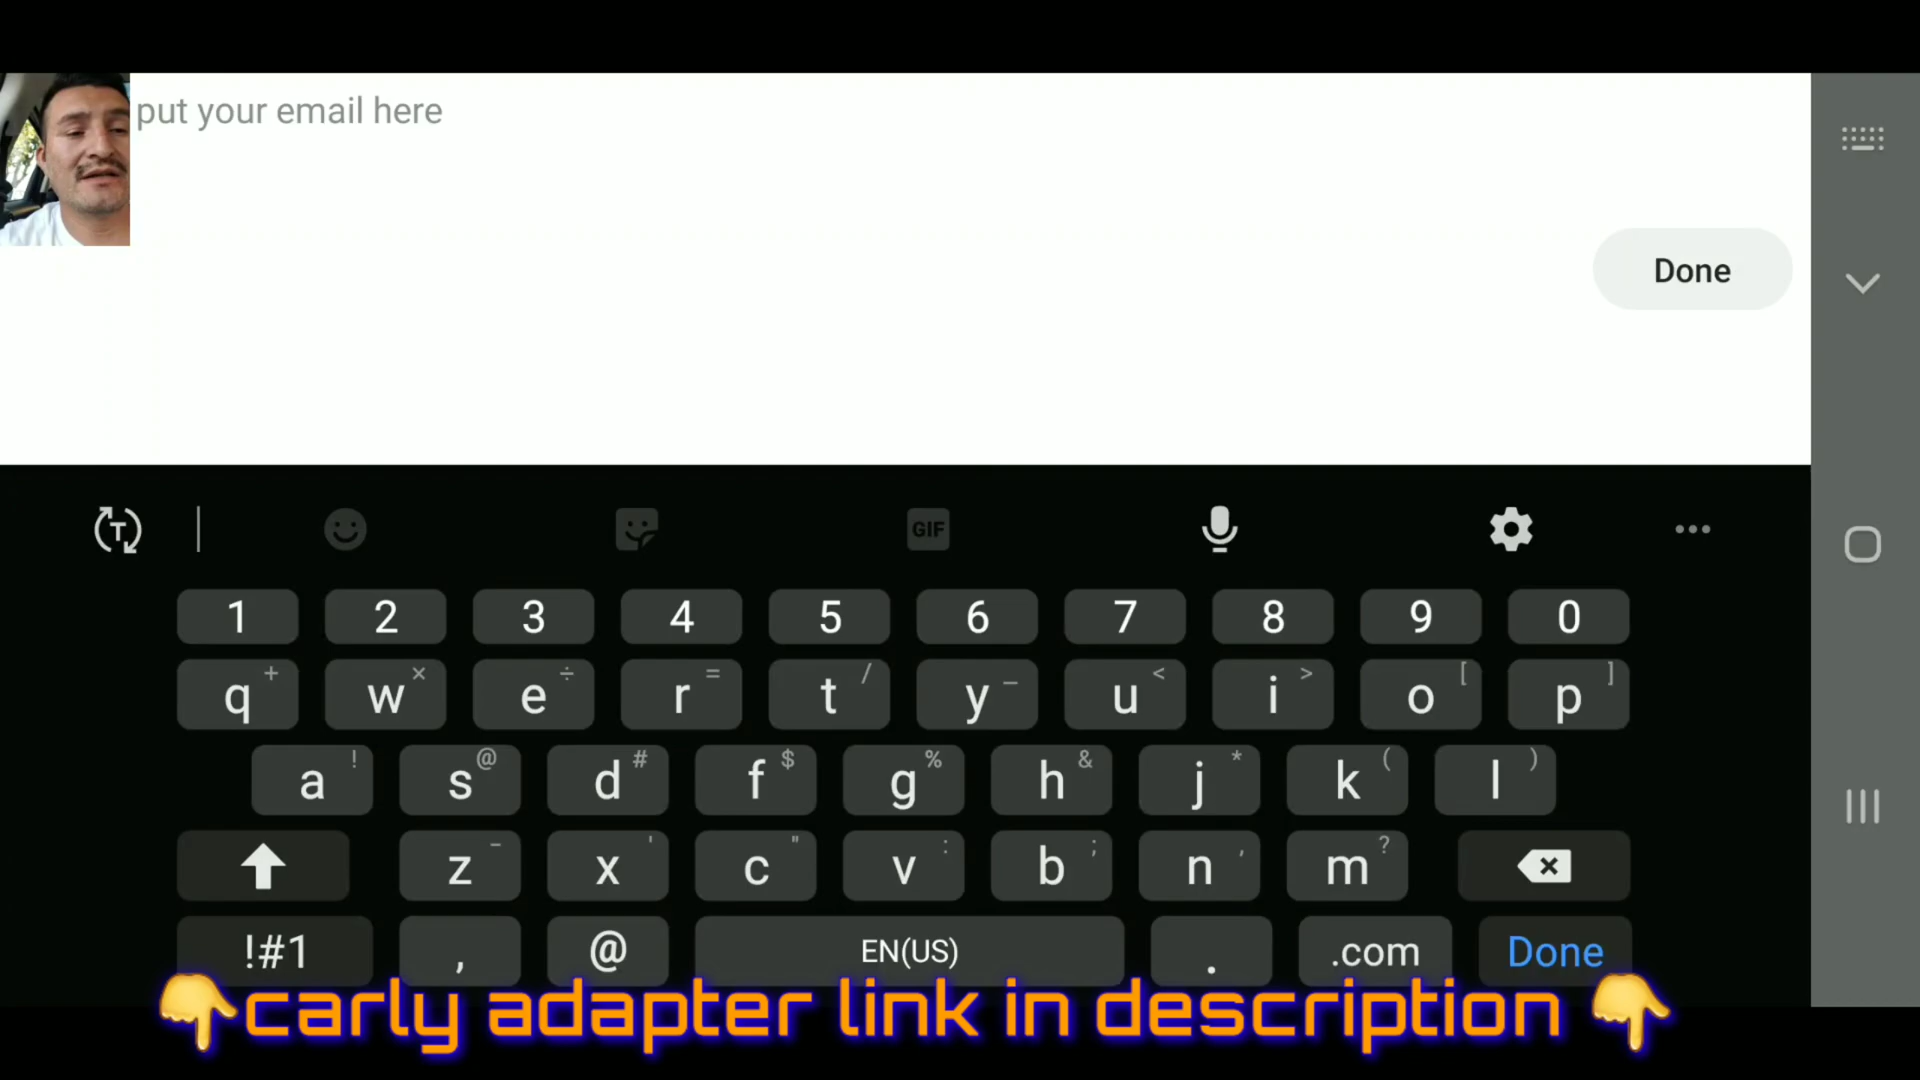 put your email here
Done
GIF
1 2 3 4 5 6 7 8 9 0
q + w × e ÷ r = t / y _ u < i > o [ p ]
a ! s @ d # f $ g % h & j * k ( l )
z - x ' c " v : b ; n , m ?
!#1 , @ EN(US) . .com Done
👇carly adapter link in description 👇